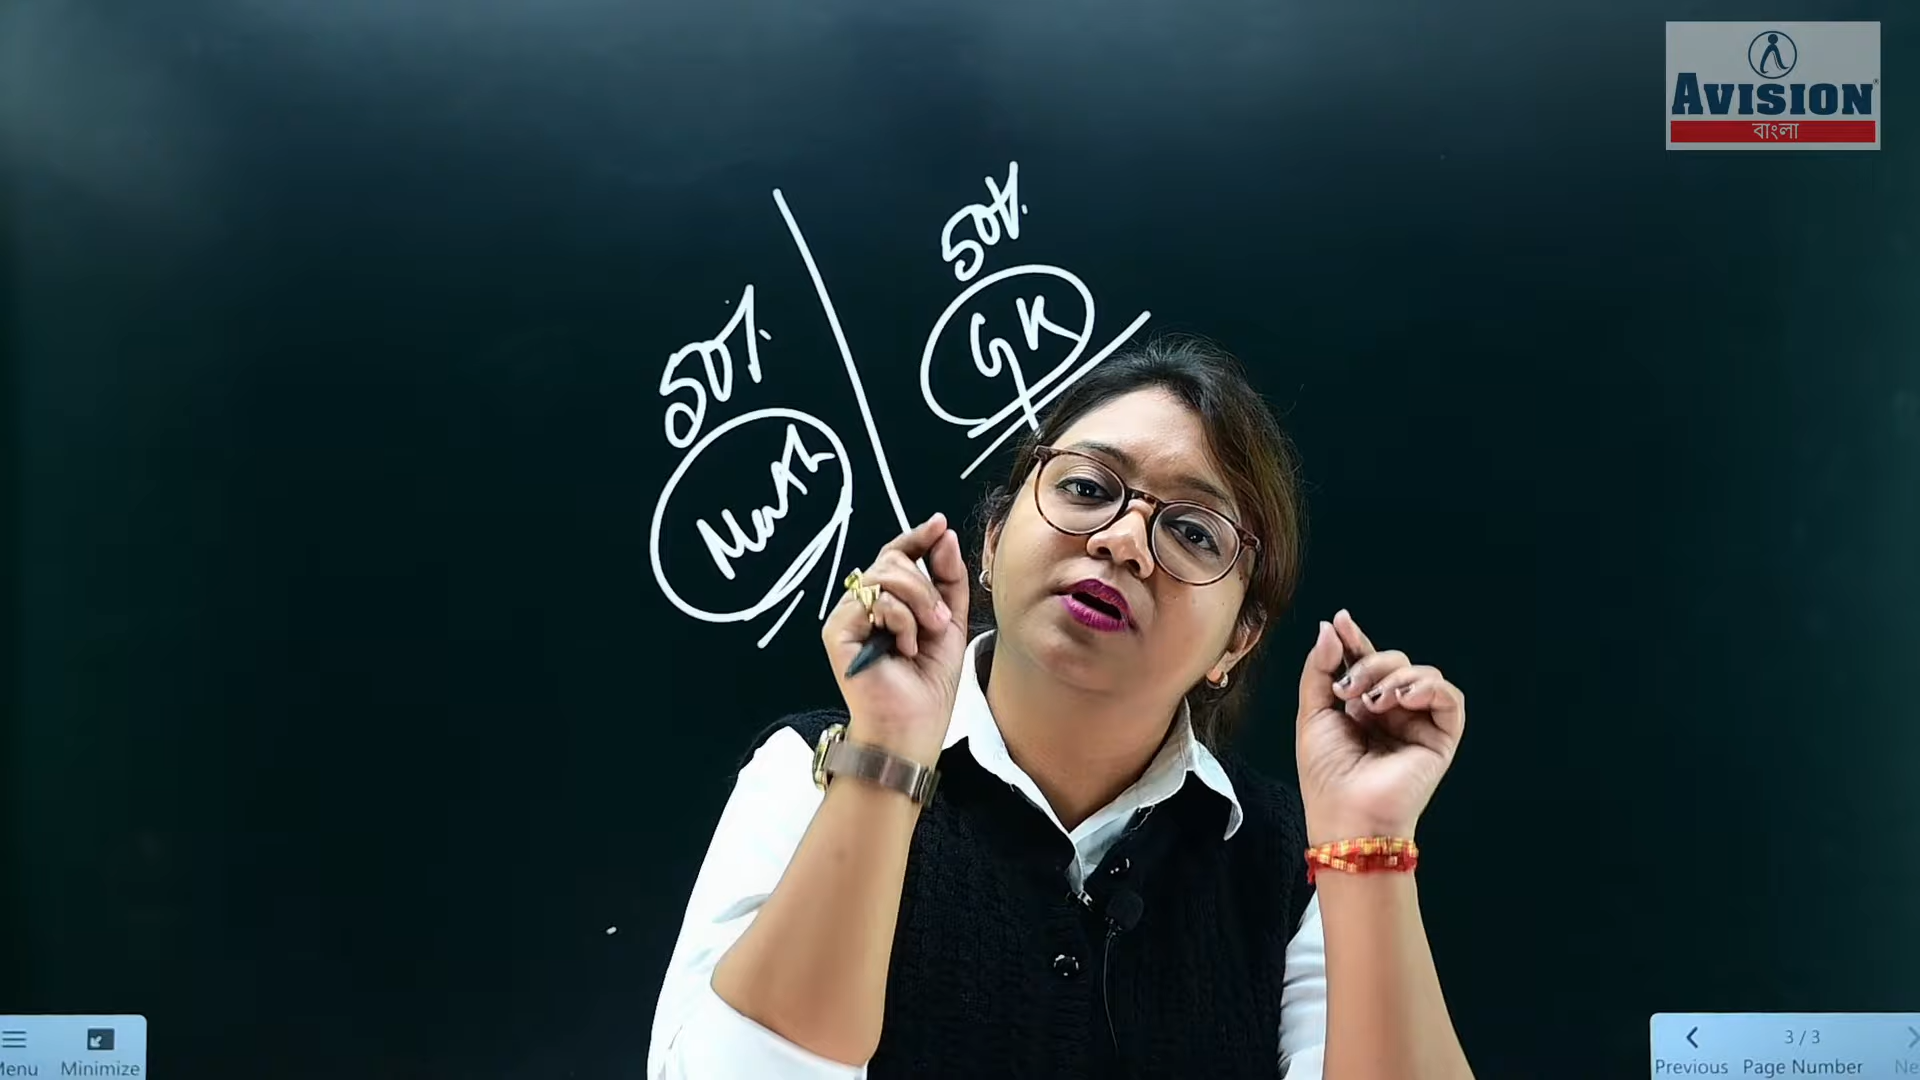 AVISION
বাংলা
50%
GK
50%
Math
Menu
Minimize
Previous
3 / 3
Page Number